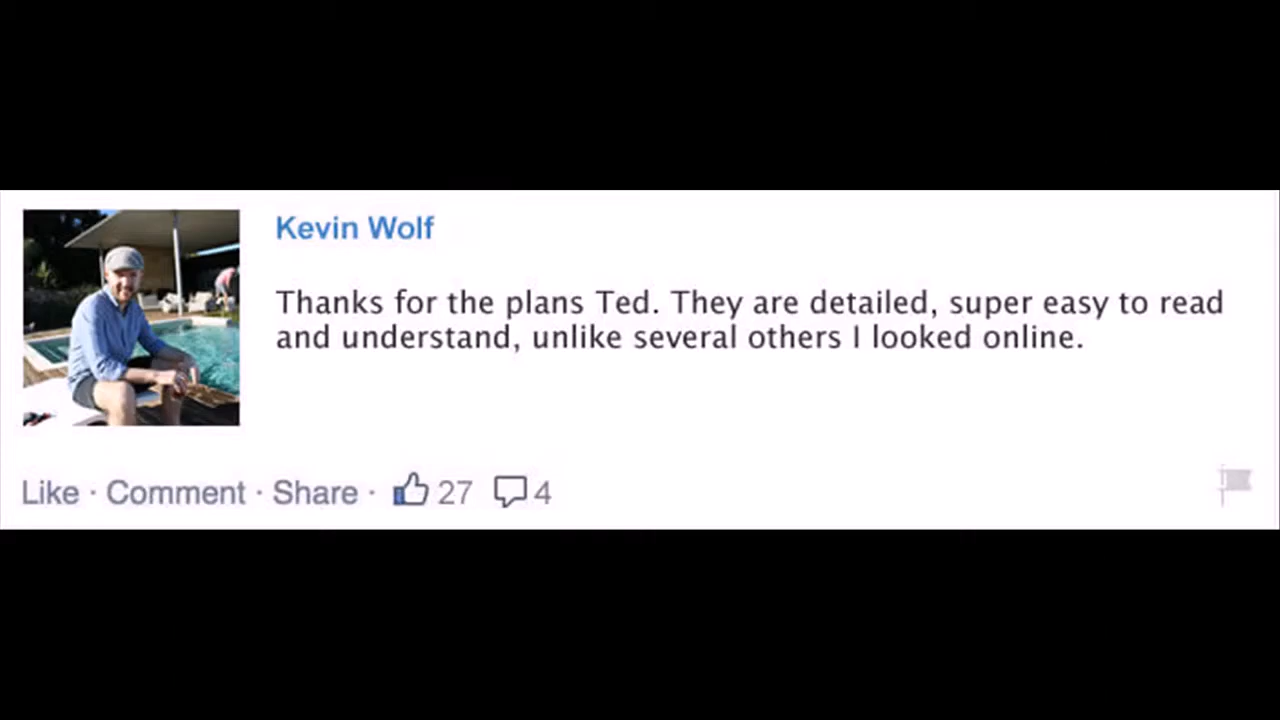 Kevin Wolf
Thanks for the plans Ted. They are detailed, super easy to read
and understand, unlike several others I looked online.
Like · Comment · Share · 27 4